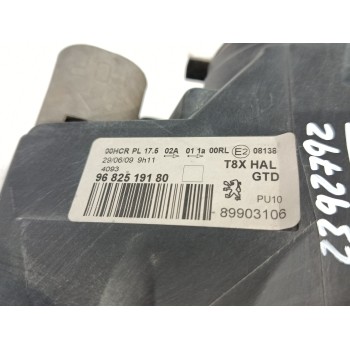 00HCR PL 17.5 02A 01 1a 00RL E2 08138
29/06/09 9h11
4093
T8X HAL
GTD
96 825 191 80
PU10
89903106
2392792